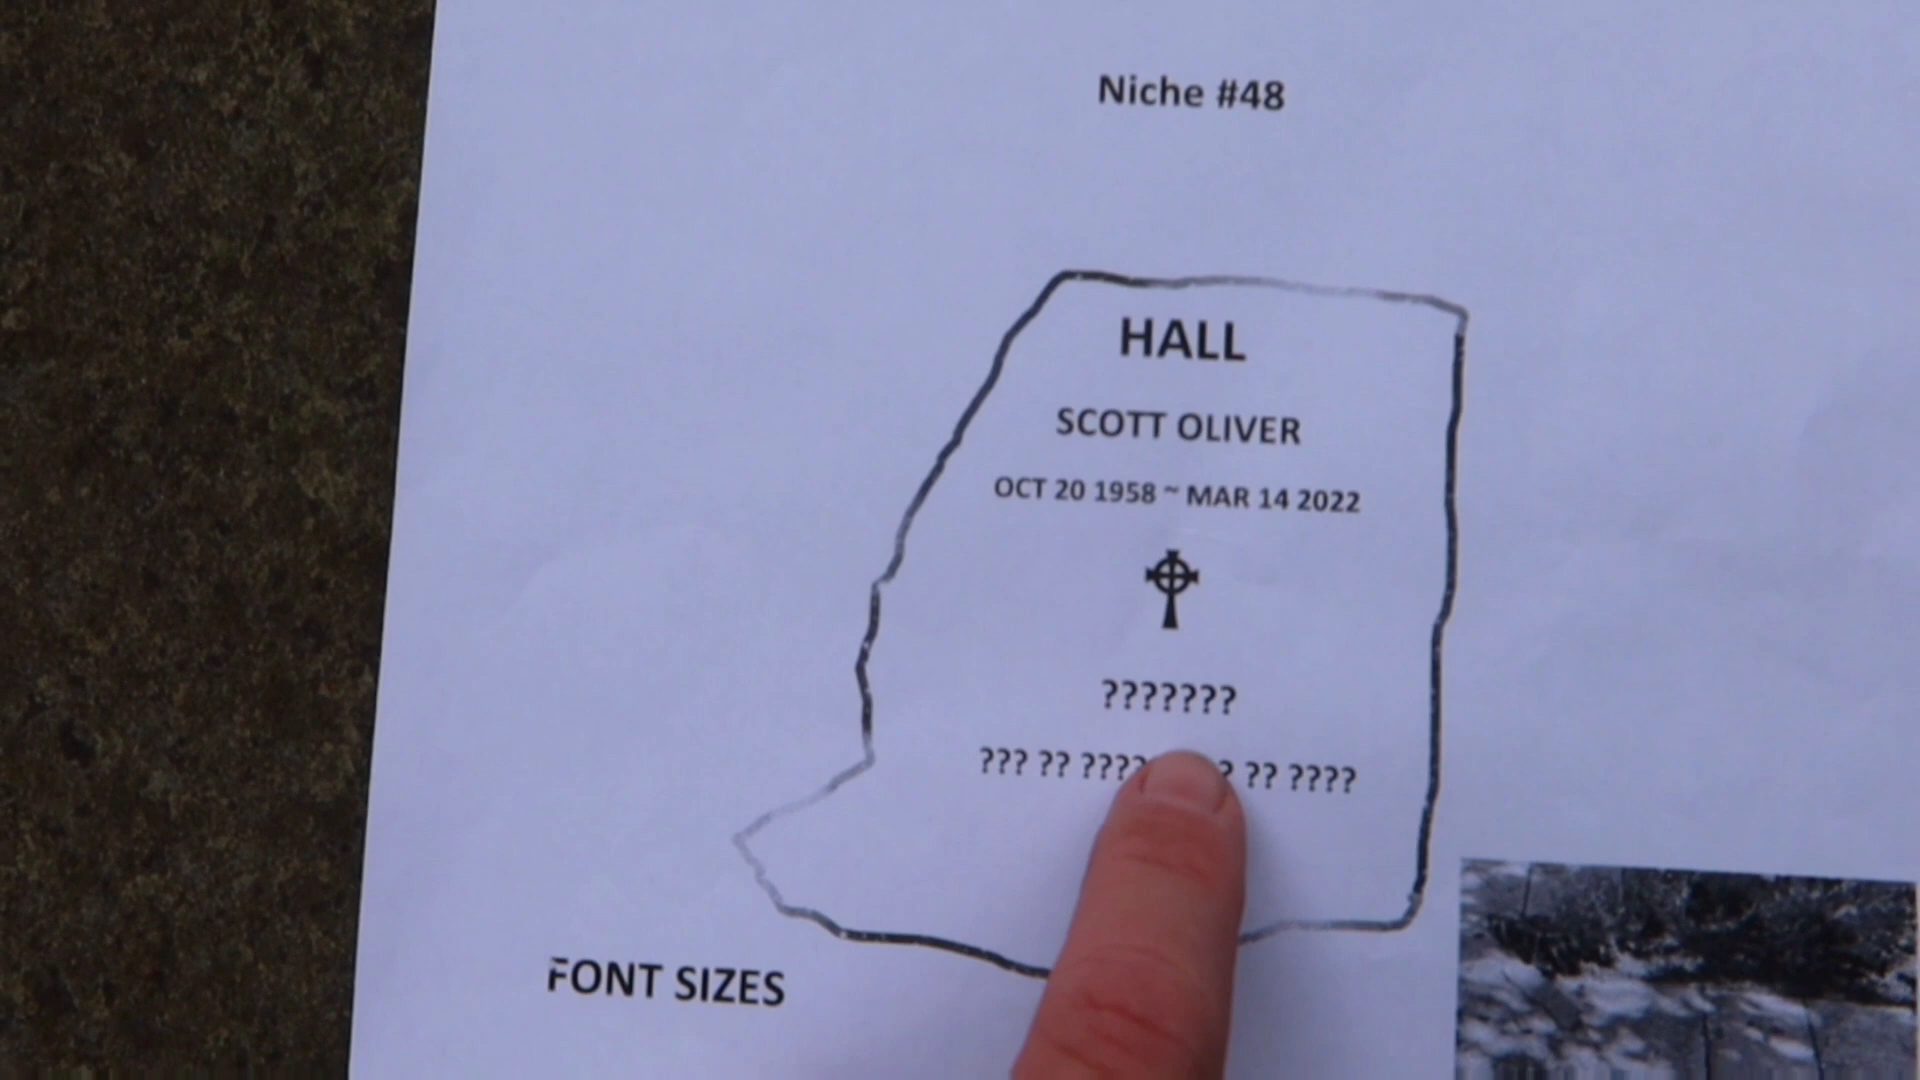 Niche #48
HALL
SCOTT OLIVER
OCT 20 1958 ~ MAR 14 2022
???????
??? ?? ???? ? ?? ????
FONT SIZES